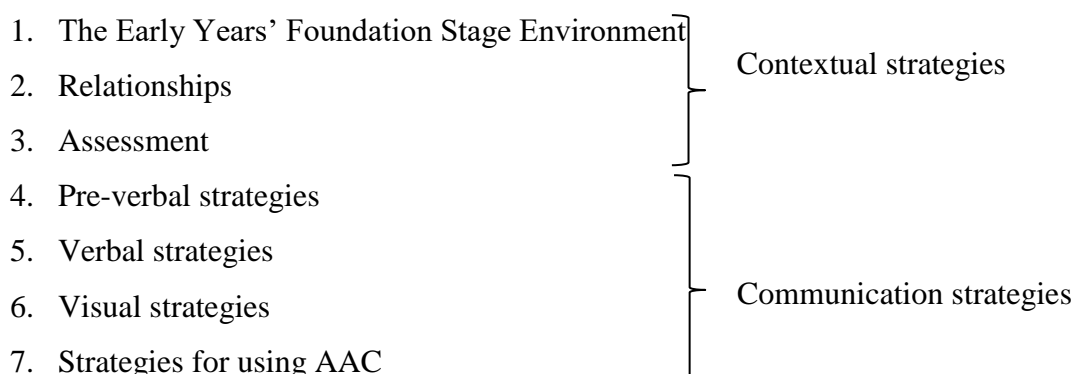 1. The Early Years’ Foundation Stage Environment
2. Relationships
Contextual strategies
3. Assessment
4. Pre-verbal strategies
5. Verbal strategies
6. Visual strategies
Communication strategies
7. Strategies for using AAC